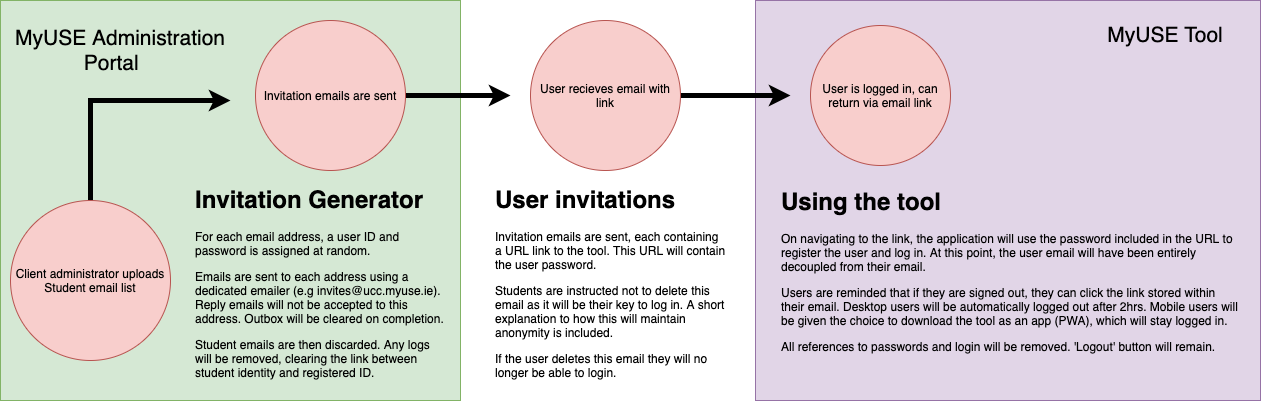 MyUSE Administration
Portal
Client administrator uploads
Student email list
Invitation emails are sent
Invitation Generator
For each email address, a user ID and
password is assigned at random.
Emails are sent to each address using a
dedicated emailer (e.g invites@ucc.myuse.ie).
Reply emails will not be accepted to this
address. Outbox will be cleared on completion.
Student emails are then discarded. Any logs
will be removed, clearing the link between
student identity and registered ID.
User recieves email with
link
User invitations
Invitation emails are sent, each containing
a URL link to the tool. This URL will contain
the user password.
Students are instructed not to delete this
email as it will be their key to log in. A short
explanation to how this will maintain
anonymity is included.
If the user deletes this email they will no
longer be able to login.
MyUSE Tool
User is logged in, can
return via email link
Using the tool
On navigating to the link, the application will use the password included in the URL to
register the user and log in. At this point, the user email will have been entirely
decoupled from their email.
Users are reminded that if they are signed out, they can click the link stored within
their email. Desktop users will be automatically logged out after 2hrs. Mobile users will
be given the choice to download the tool as an app (PWA), which will stay logged in.
All references to passwords and login will be removed. 'Logout' button will remain.